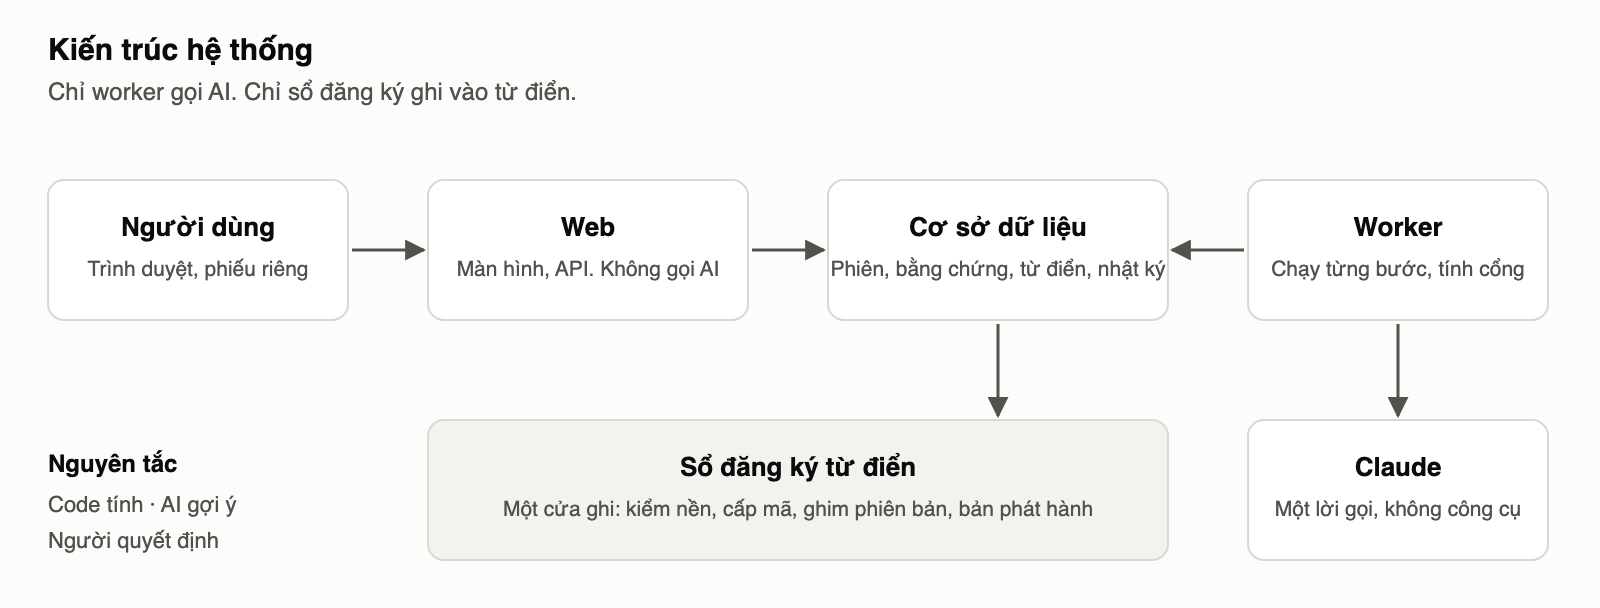 Kiến trúc hệ thống
Chỉ worker gọi AI. Chỉ sổ đăng ký ghi vào từ điển.
Người dùng
Trình duyệt, phiếu riêng
Web
Màn hình, API. Không gọi AI
Cơ sở dữ liệu
Phiên, bằng chứng, từ điển, nhật ký
Worker
Chạy từng bước, tính cổng
Nguyên tắc
Code tính · AI gợi ý
Người quyết định
Sổ đăng ký từ điển
Một cửa ghi: kiểm nền, cấp mã, ghim phiên bản, bản phát hành
Claude
Một lời gọi, không công cụ